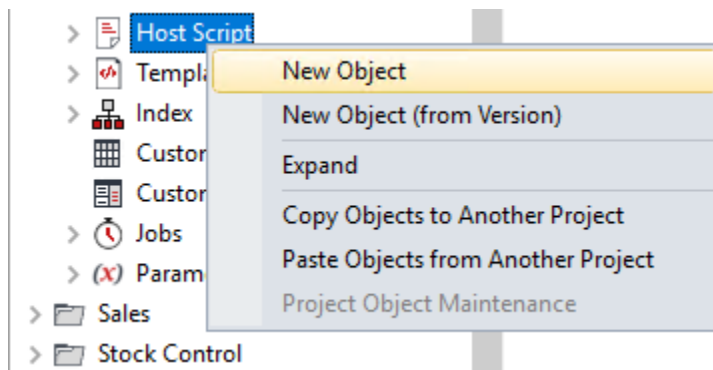 Host Script
New Object
Templa
New Object (from Version)
Index
Custor
Expand
Custor
Copy Objects to Another Project
Jobs
Paste Objects from Another Project
(x) Parame
Project Object Maintenance
Sales
Stock Control